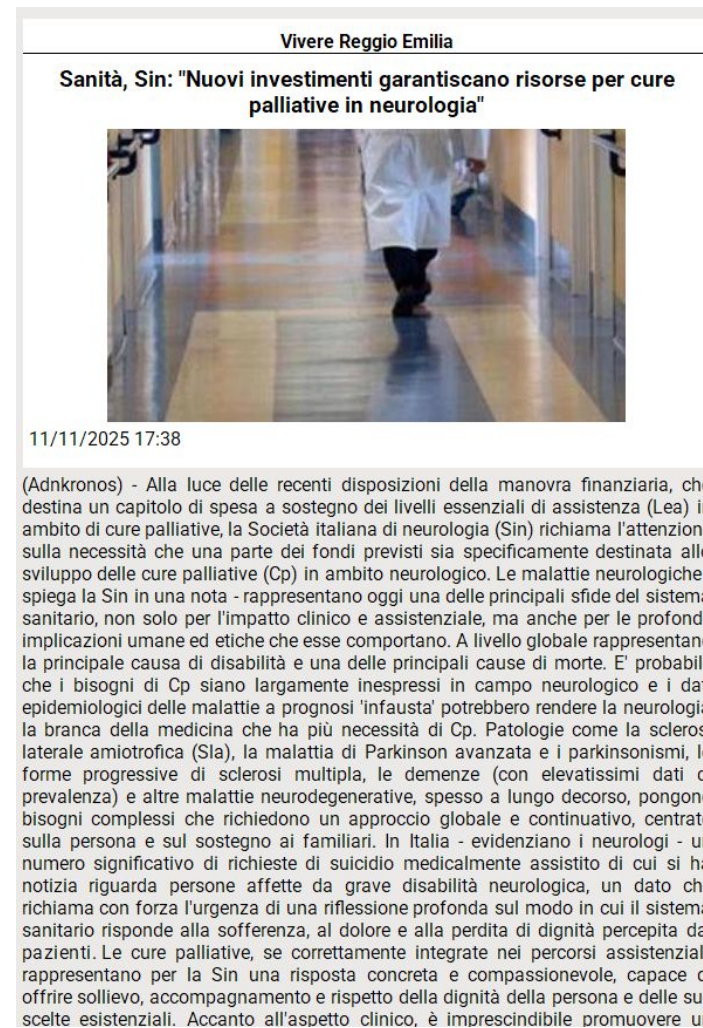 Vivere Reggio Emilia
Sanità, Sin: "Nuovi investimenti garantiscano risorse per cure
palliative in neurologia"
11/11/2025 17:38
(Adnkronos) - Alla luce delle recenti disposizioni della manovra finanziaria, che
destina un capitolo di spesa a sostegno dei livelli essenziali di assistenza (Lea) i
ambito di cure palliative, la Società italiana di neurologia (Sin) richiama l'attenzion
sulla necessità che una parte dei fondi previsti sia specificamente destinata allo
sviluppo delle cure palliative (Cp) in ambito neurologico. Le malattie neurologiche
spiega la Sin in una nota - rappresentano oggi una delle principali sfide del sistema
sanitario, non solo per l'impatto clinico e assistenziale, ma anche per le profond
implicazioni umane ed etiche che esse comportano. A livello globale rappresentano
la principale causa di disabilità e una delle principali cause di morte. E' probabil
che i bisogni di Cp siano largamente inespressi in campo neurologico e i dat
epidemiologici delle malattie a prognosi 'infausta' potrebbero rendere la neurologia
la branca della medicina che ha più necessità di Cp. Patologie come la scleros
laterale amiotrofica (Sla), la malattia di Parkinson avanzata e i parkinsonismi, le
forme progressive di sclerosi multipla, le demenze (con elevatissimi dati d
prevalenza) e altre malattie neurodegenerative, spesso a lungo decorso, pongono
bisogni complessi che richiedono un approccio globale e continuativo, centrato
sulla persona e sul sostegno ai familiari. In Italia - evidenziano i neurologi - un
numero significativo di richieste di suicidio medicalmente assistito di cui si ha
notizia riguarda persone affette da grave disabilità neurologica, un dato che
richiama con forza l'urgenza di una riflessione profonda sul modo in cui il sistema
sanitario risponde alla sofferenza, al dolore e alla perdita di dignità percepita da
pazienti. Le cure palliative, se correttamente integrate nei percorsi assistenzial
rappresentano per la Sin una risposta concreta e compassionevole, capace d
offrire sollievo, accompagnamento e rispetto della dignità della persona e delle su
scelte esistenziali. Accanto all'aspetto clinico, è imprescindibile promuovere un